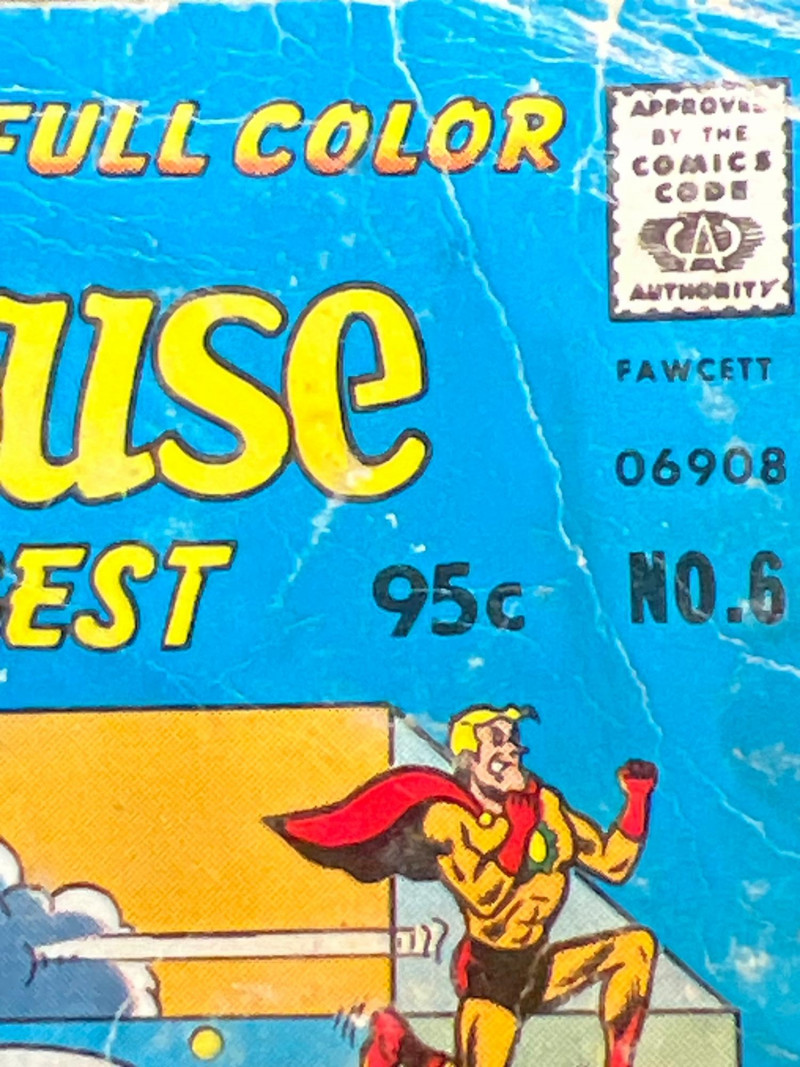 FULL COLOR
APPROVED
BY THE
COMICS
CODE
CA
AUTHORITY
FAWCETT
06908
use
EST
95c
NO.6